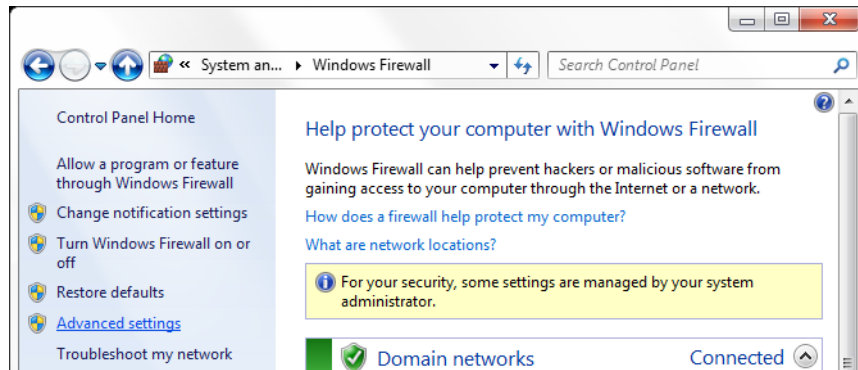 « System an... ▸ Windows Firewall
Search Control Panel
Control Panel Home
Allow a program or feature
through Windows Firewall
Change notification settings
Turn Windows Firewall on or
off
Restore defaults
Advanced settings
Troubleshoot my network
Help protect your computer with Windows Firewall
Windows Firewall can help prevent hackers or malicious software from
gaining access to your computer through the Internet or a network.
How does a firewall help protect my computer?
What are network locations?
For your security, some settings are managed by your system
administrator.
Domain networks
Connected